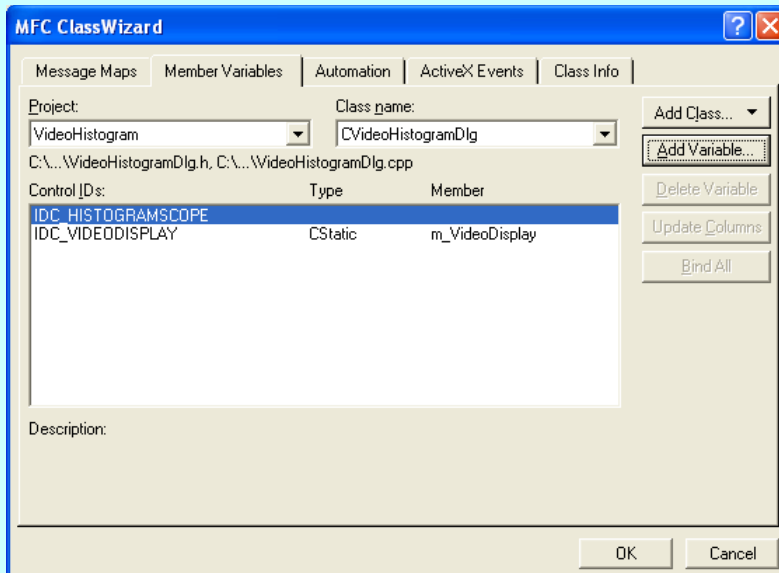 MFC ClassWizard
Message Maps Member Variables Automation ActiveX Events Class Info
Project: Class name:
VideoHistogram CVideoHistogramDlg
Add Class...
C:\...\VideoHistogramDlg.h, C:\...\VideoHistogramDlg.cpp
Add Variable...
Control IDs: Type Member
Delete Variable
IDC_HISTOGRAMSCOPE
IDC_VIDEODISPLAY CStatic m_VideoDisplay
Update Columns
Bind All
Description:
OK Cancel